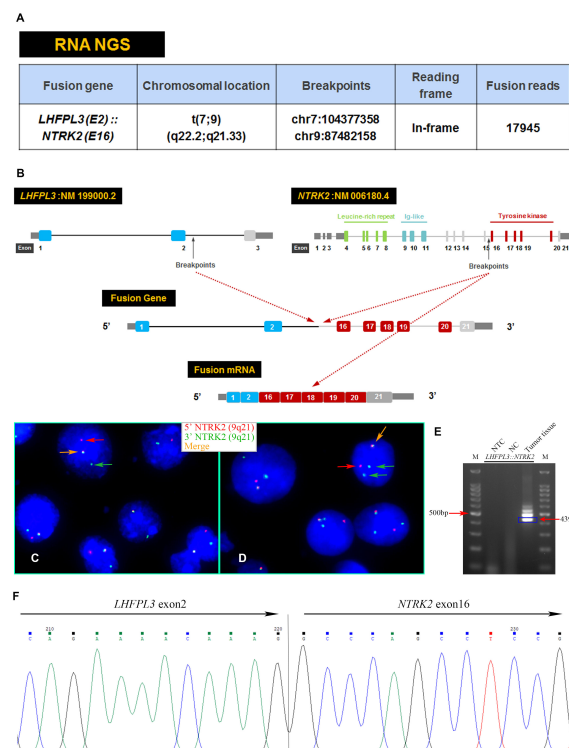 A
RNA NGS
Fusion gene Chromosomal location Breakpoints Reading frame Fusion reads
LHFPL3 (E2) :: NTRK2 (E16) t(7;9) (q22.2;q21.33) chr7:104377358 chr9:87482158 In-frame 17945
B
LHFPL3 :NM 199000.2 NTRK2 :NM 006180.4
Leucine-rich repeat Ig-like Tyrosine kinase
Exon 1 2 3 Exon 1 2 3 4 5 6 7 8 9 10 11 12 13 14 15 16 17 18 19 20 21
Breakpoints Breakpoints
Fusion Gene
5' 1 2 16 17 18 19 20 21 3'
Fusion mRNA
5' 1 2 16 17 18 19 20 21 3'
5' NTRK2 (9q21)
3' NTRK2 (9q21)
Merge
C D
E
NTC NC Tumor tissue
M LHFPL3::NTRK2 M
500bp 439
F
LHFPL3 exon2 NTRK2 exon16
210 220 230
C A G A A A A C A A A G G C C C A G C C T C C G